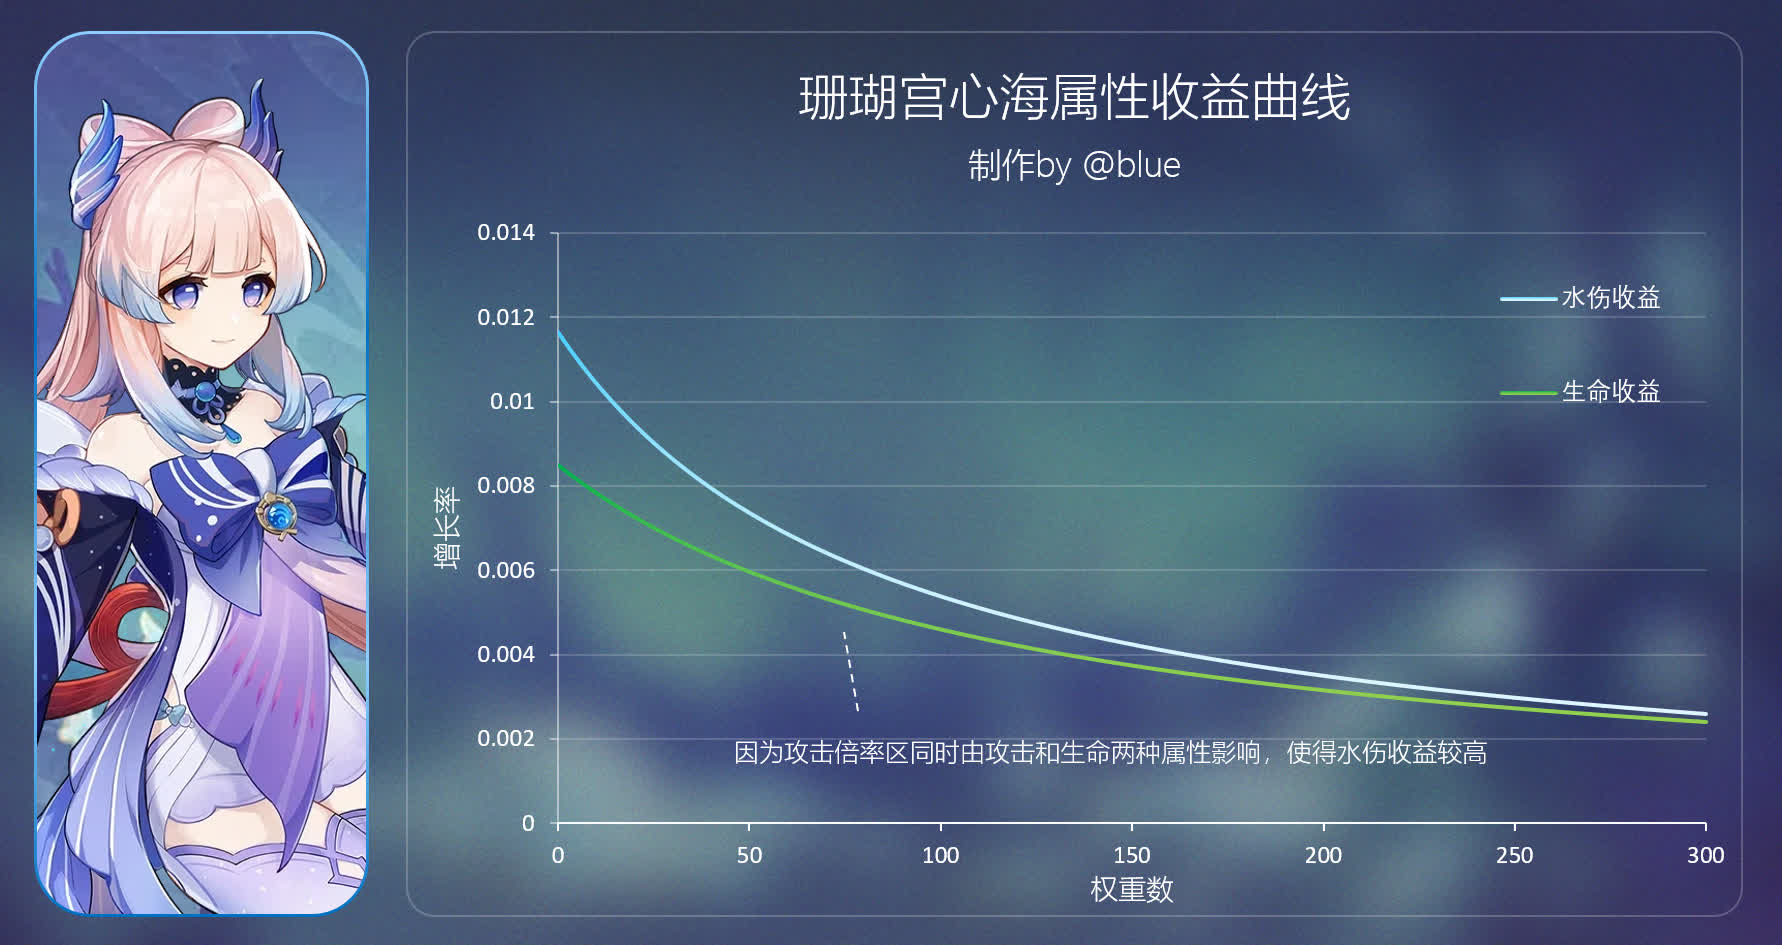 珊瑚宫心海属性收益曲线
制作by @blue
0.014
0.012
0.01
0.008
0.006
0.004
0.002
0
增长率
水伤收益
生命收益
因为攻击倍率区同时由攻击和生命两种属性影响，使得水伤收益较高
0 50 100 150 200 250 300
权重数